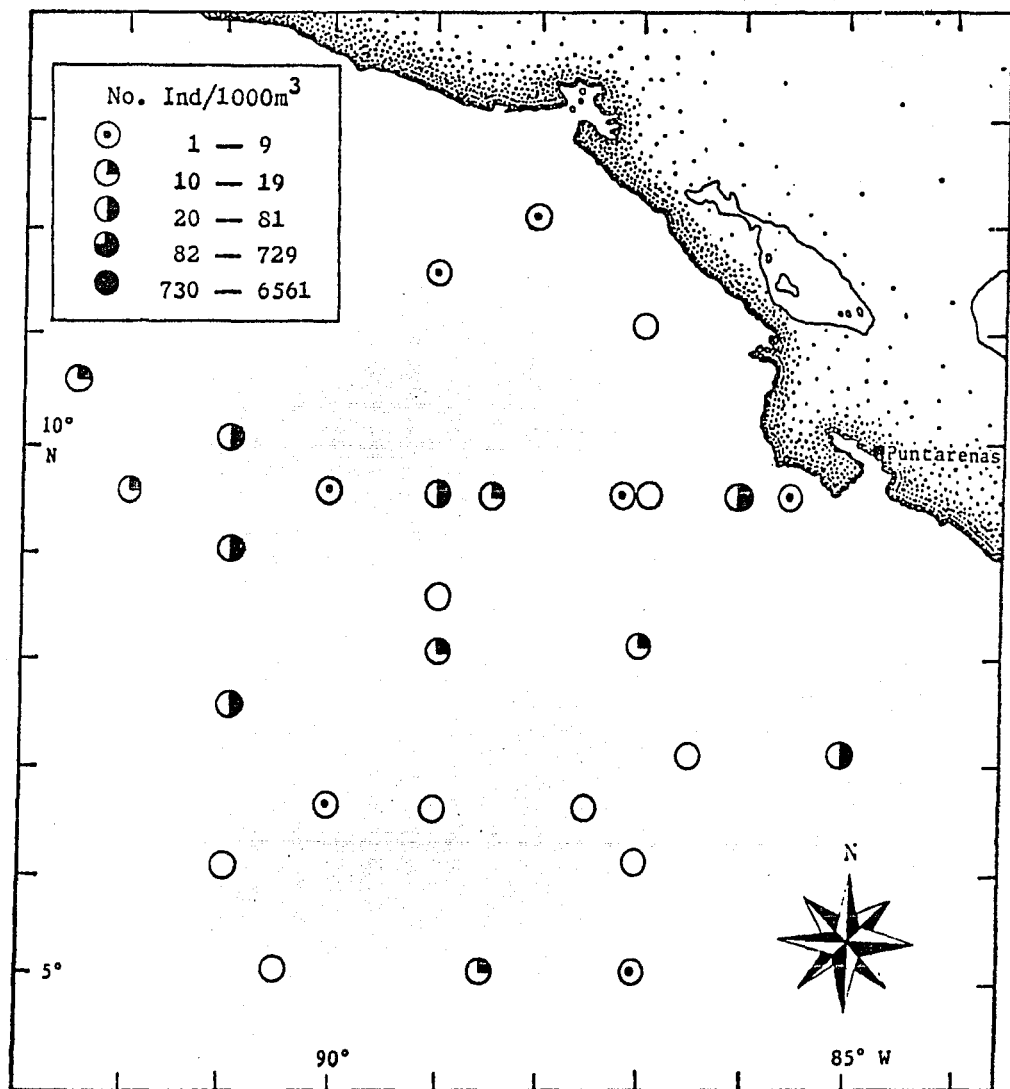 No. Ind/1000m³
1 — 9
10 — 19
20 — 81
82 — 729
730 — 6561
10°
N
Puntarenas
N
5°
90°
85° W